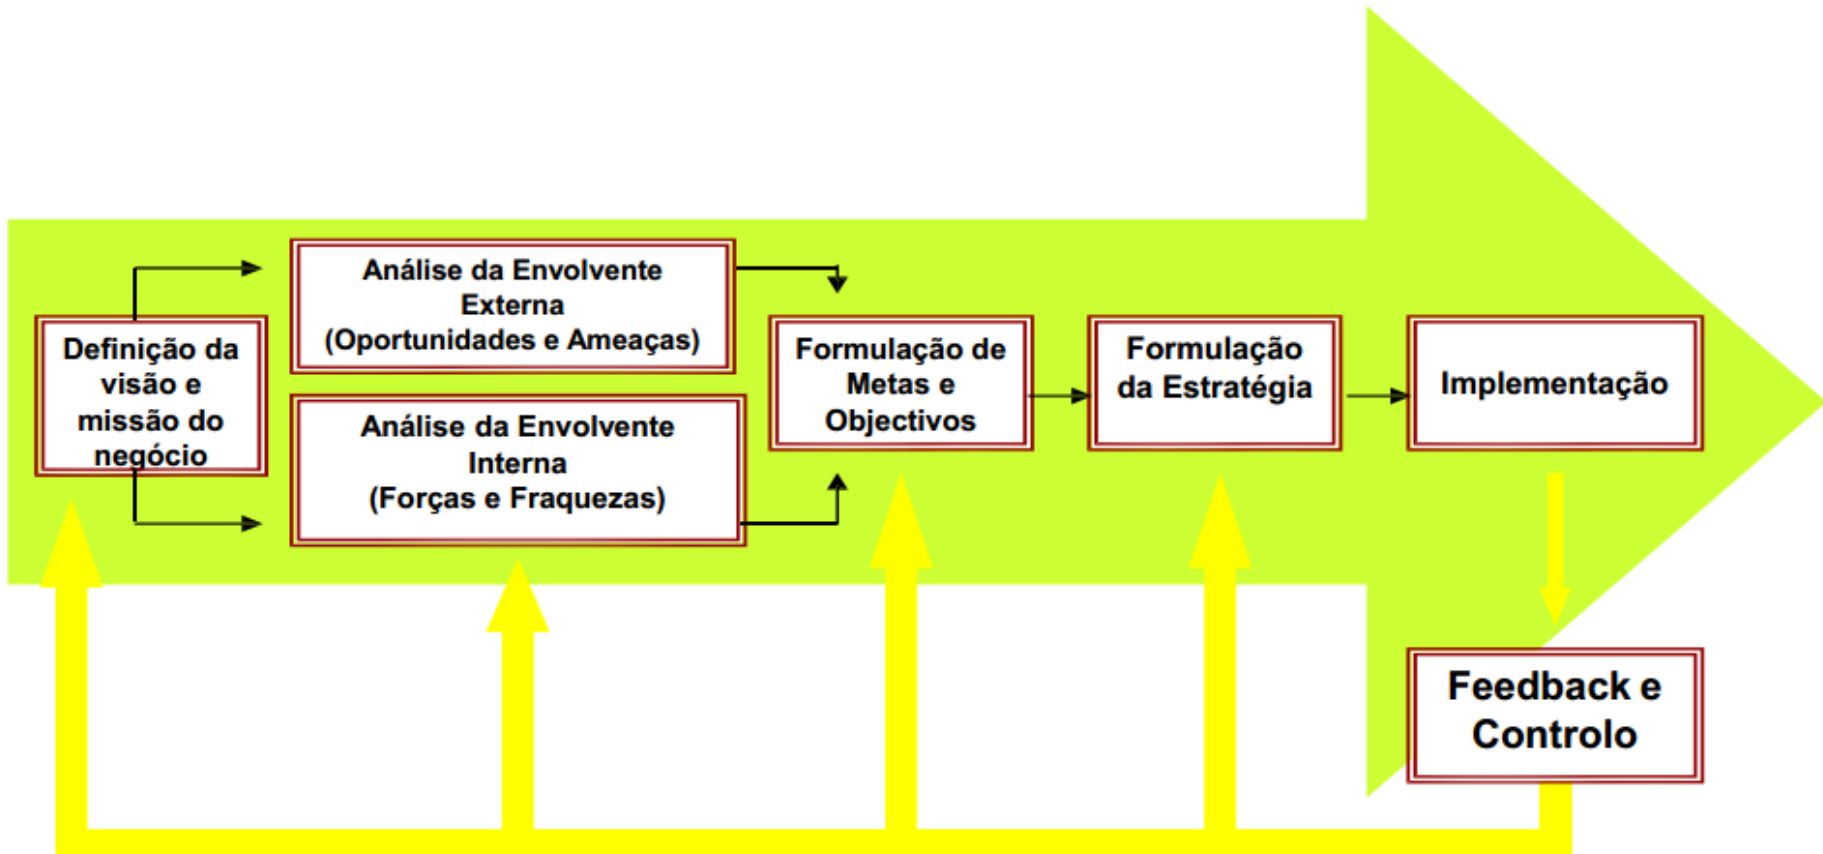 Definição da
visão e
missão do
negócio
Análise da Envolvente
Externa
(Oportunidades e Ameaças)
Análise da Envolvente
Interna
(Forças e Fraquezas)
Formulação de
Metas e
Objectivos
Formulação
da Estratégia
Implementação
Feedback e
Controlo